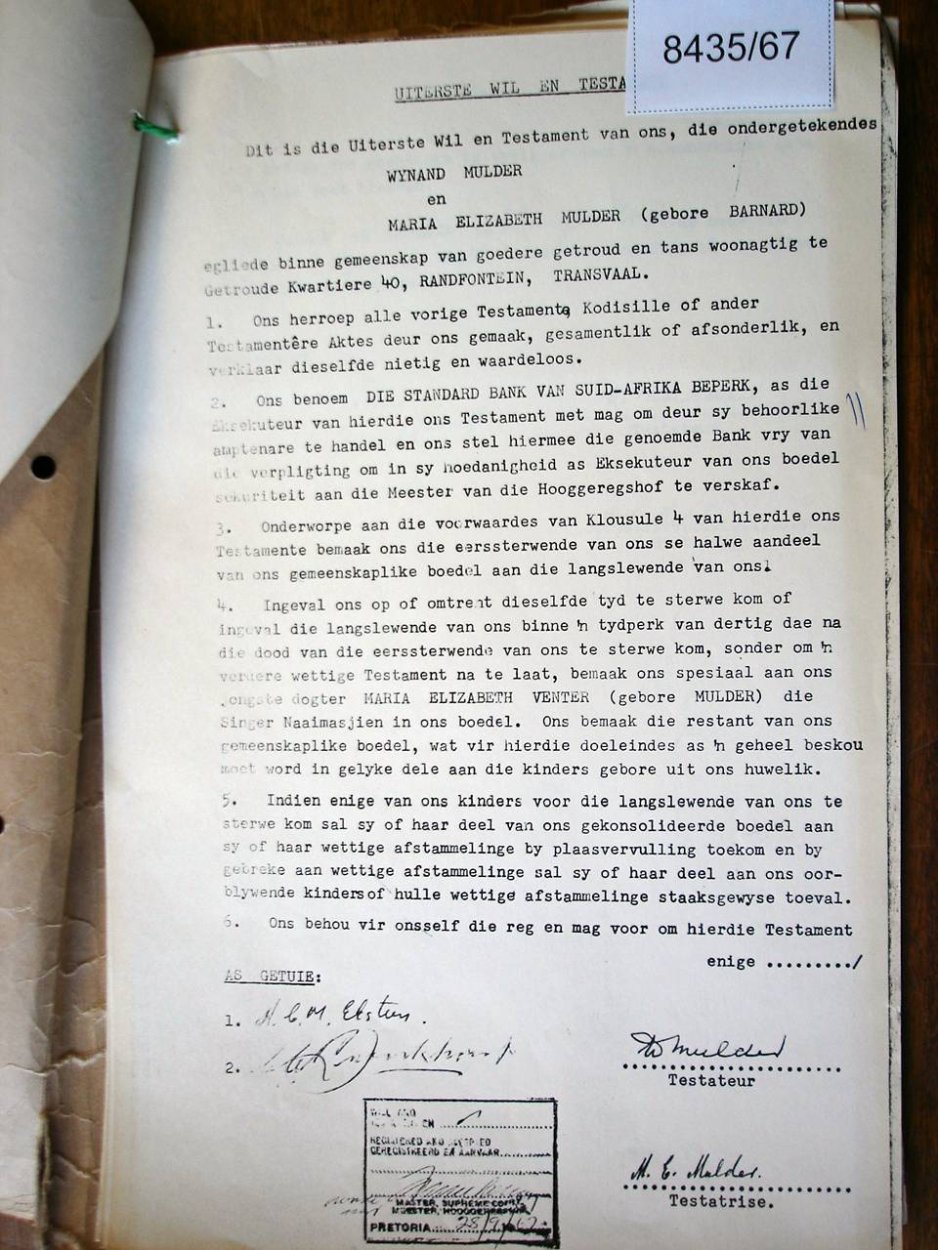 8435/67
UITERSTE WIL EN TESTA
Dit is die Uiterste Wil en Testament van ons, die ondergetekendes
WYNAND MULDER
en
MARIA ELIZABETH MULDER (gebore BARNARD)
egliede binne gemeenskap van goedere getroud en tans woonagtig te
Getroude Kwartiere 40, RANDFONTEIN, TRANSVAAL.
1. Ons herroep alle vorige Testamente Kodisille of ander
Testamentêre Aktes deur ons gemaak, gesamentlik of afsonderlik, en
verklaar dieselfde nietig en waardeloos.
2. Ons benoem DIE STANDARD BANK VAN SUID-AFRIKA BEPERK, as die
Eksekuteur van hierdie ons Testament met mag om deur sy behoorlike
amptenare te handel en ons stel hiermee die genoemde Bank vry van
die verpligting om in sy hoedanigheid as Eksekuteur van ons boedel
sekuriteit aan die Meester van die Hooggeregshof te verskaf.
3. Onderworpe aan die voorwaardes van Klousule 4 van hierdie ons
Testamente bemaak ons die eerssterwende van ons se halwe aandeel
van ons gemeenskaplike boedel aan die langslewende van ons.
4. Ingeval ons op of omtrent dieselfde tyd te sterwe kom of
ingeval die langslewende van ons binne 'n tydperk van dertig dae na
die dood van die eerssterwende van ons te sterwe kom, sonder om 'n
verdere wettige Testament na te laat, bemaak ons spesiaal aan ons
jongste dogter MARIA ELIZABETH VENTER (gebore MULDER) die
Singer Naaimasjien in ons boedel. Ons bemaak die restant van ons
gemeenskaplike boedel, wat vir hierdie doeleindes as 'n geheel beskou
moet word in gelyke dele aan die kinders gebore uit ons huwelik.
5. Indien enige van ons kinders voor die langslewende van ons te
sterwe kom sal sy of haar deel van ons gekonsolideerde boedel aan
sy of haar wettige afstammelinge by plaasvervulling toekom en by
gebreke aan wettige afstammelinge sal sy of haar deel aan ons oor-
blywende kinders of hulle wettige afstammelinge staaksgewyse toeval.
6. Ons behou vir onsself die reg en mag voor om hierdie Testament
enige ........./
AS GETUIE:
1.
2.
W Mulder
Testateur
M. E. Mulder.
Testatrise.
WILL AND
REGISTERED AND ACCEPTED
GEREGISTREERD EN AANVAAR
MASTER, SUPREME COURT
MEESTER, HOOGGEREGSHOF
PRETORIA 28/9/67